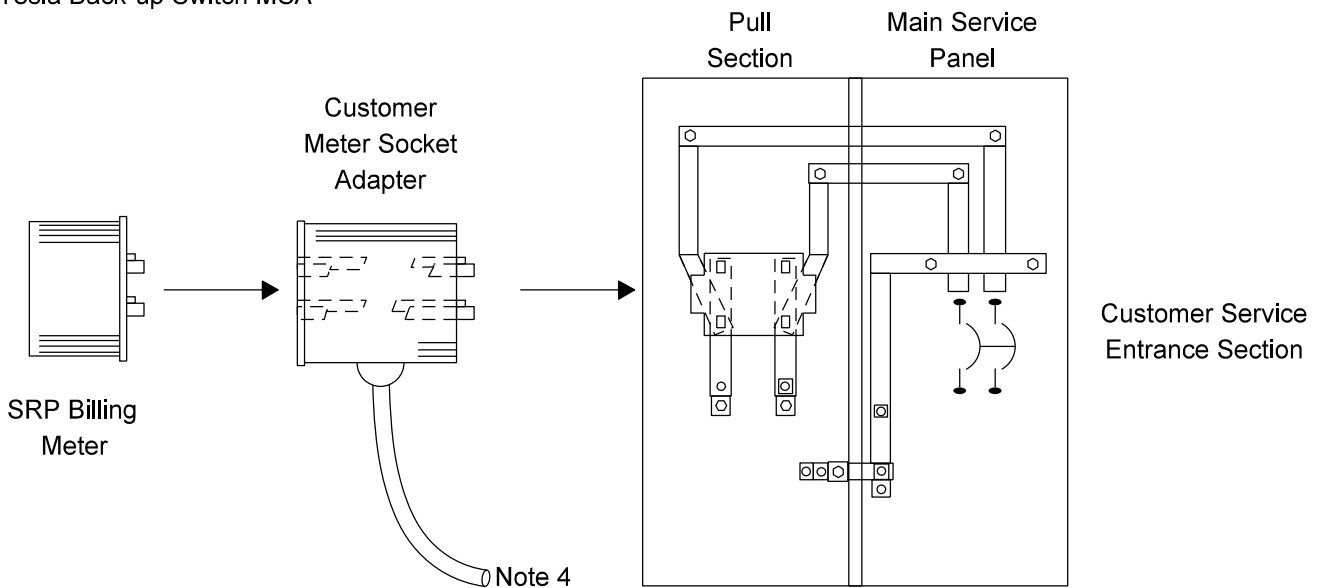 Tesla Back-up Switch MSA
Pull
Section
Main Service
Panel
Customer
Meter Socket
Adapter
SRP Billing
Meter
Customer Service
Entrance Section
Note 4